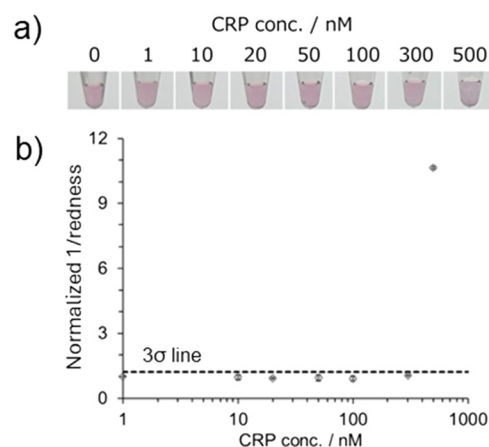 a)
CRP conc. / nM
0 1 10 20 50 100 300 500
b)
Normalized 1/redness
12
9
6
3
0
3σ line
1 10 100 1000
CRP conc. / nM